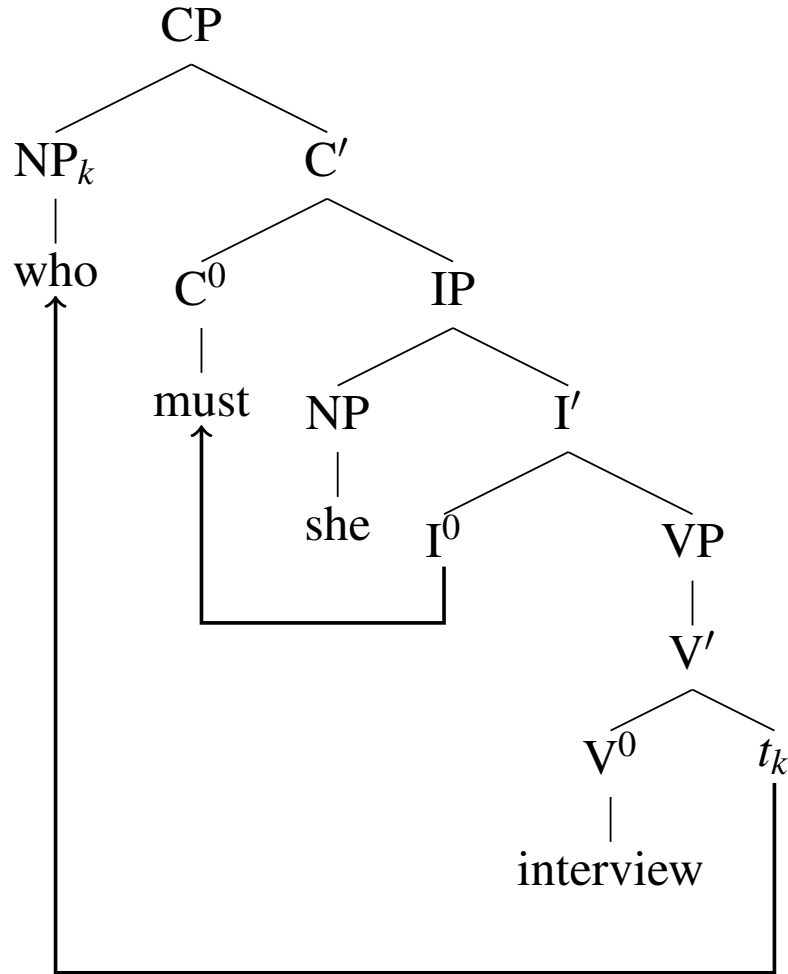 CP
NPₖ C′
who C⁰ IP
must NP I′
she I⁰ VP
V′
V⁰ tₖ
interview